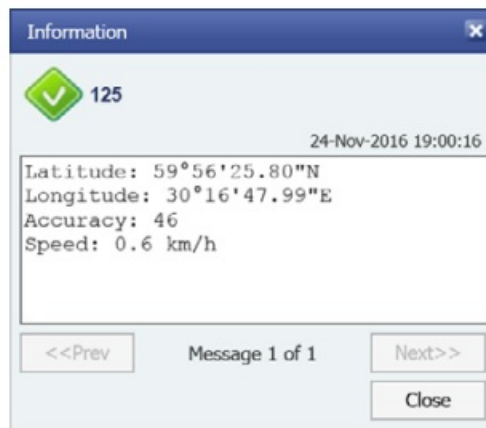 Information
125
24-Nov-2016 19:00:16
Latitude: 59°56'25.80"N
Longitude: 30°16'47.99"E
Accuracy: 46
Speed: 0.6 km/h
<<Prev Message 1 of 1 Next>>
Close